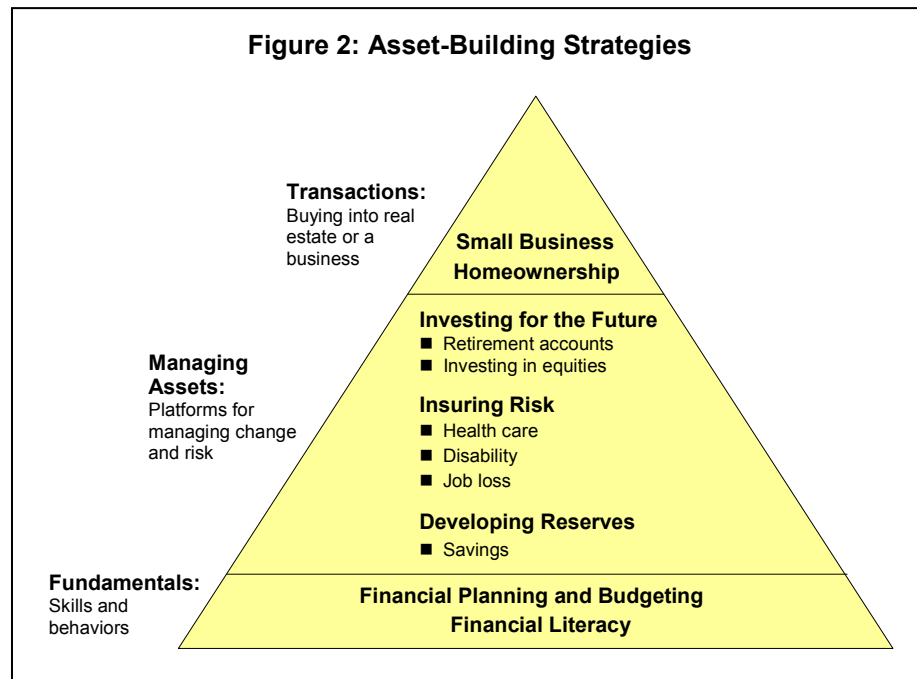 Figure 2: Asset-Building Strategies
Transactions:
Buying into real
estate or a
business
Small Business
Homeownership
Managing
Assets:
Platforms for
managing change
and risk
Investing for the Future
■ Retirement accounts
■ Investing in equities
Insuring Risk
■ Health care
■ Disability
■ Job loss
Developing Reserves
■ Savings
Fundamentals:
Skills and
behaviors
Financial Planning and Budgeting
Financial Literacy